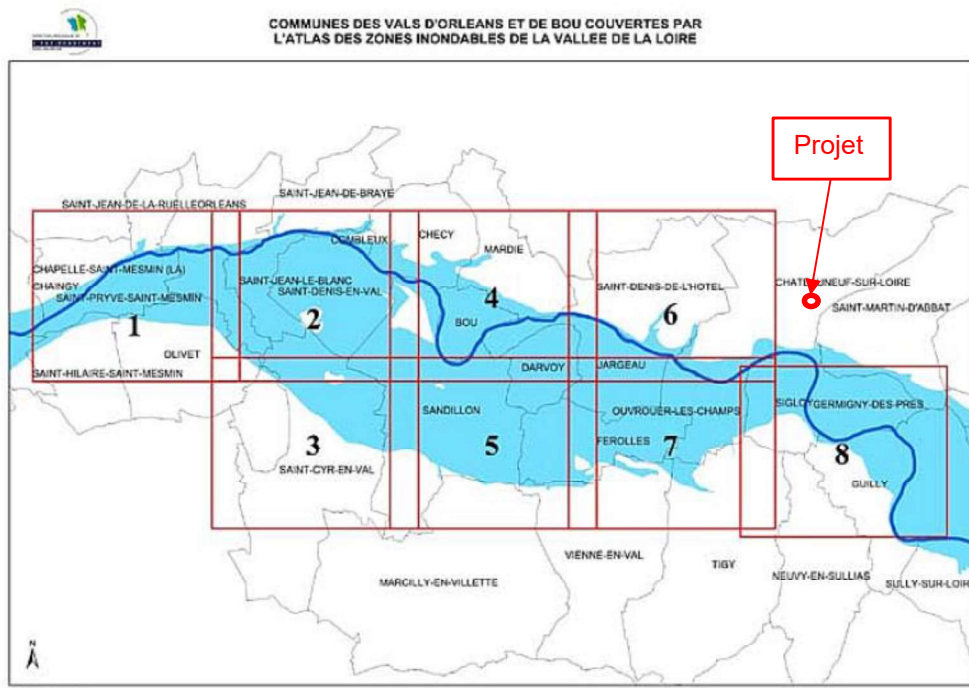 COMMUNES DES VALS D'ORLEANS ET DE BOU COUVERTES PAR
L'ATLAS DES ZONES INONDABLES DE LA VALLEE DE LA LOIRE
Projet
SAINT-JEAN-DE-BRAYE
SAINT-JEAN-DE-LA-RUELLE ORLEANS
COMBLEUX
CHECY
MARDIE
CHAPELLE-SAINT-MESMIN (LA)
CHAINGY
SAINT-PRYVE-SAINT-MESMIN
SAINT-JEAN-LE-BLANC
SAINT-DENIS-EN-VAL
SAINT-DENIS-DE-L'HOTEL
SAINT-MARTIN-D'ABBAT
1
2
4
6
BOU
OLIVET
SAINT-HILAIRE-SAINT-MESMIN
DARVOY
JARGEAU
SANDILLON
OUVROUER-LES-CHAMPS
SIGLOY
GERMIGNY-DES-PRES
3
5
7
8
FEROLLES
SAINT-CYR-EN-VAL
GUILLY
VIENNE-EN-VAL
TIGY
MARCILLY-EN-VILLETTE
NEUVY-EN-SULLIAS
SULLY-SUR-LOIR
N